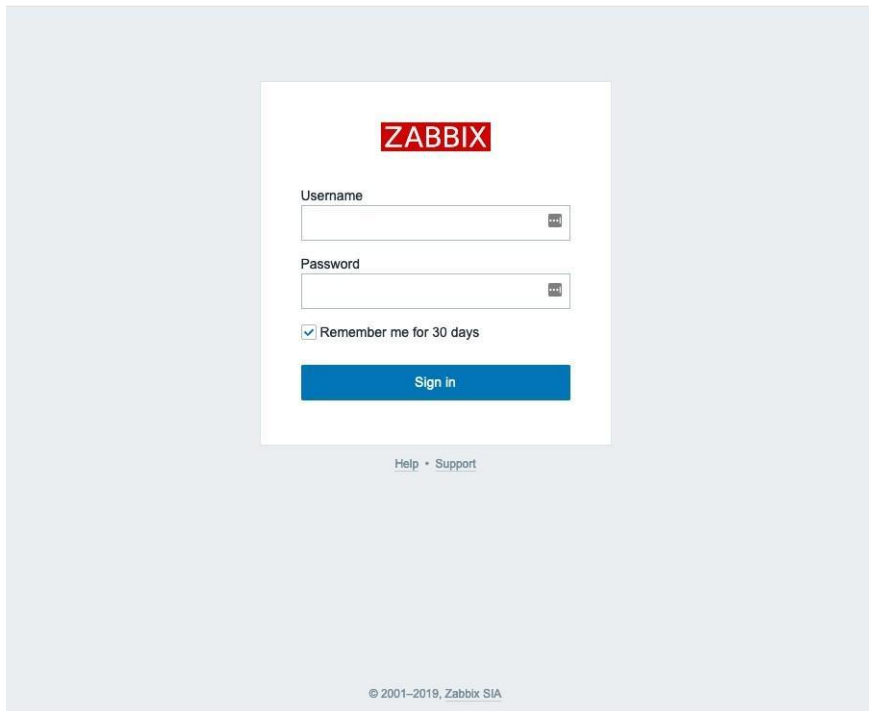 ZABBIX
Username
Password
Remember me for 30 days
Sign in
Help • Support
© 2001–2019, Zabbix SIA